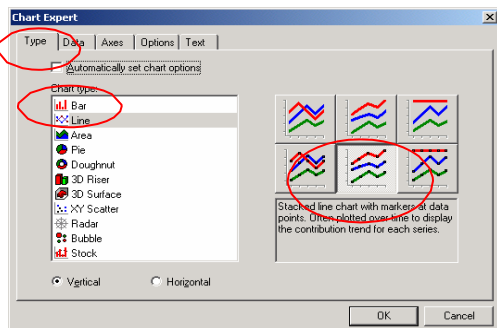 Chart Expert
Type Data Axes Options Text
Automatically set chart options
Chart type:
Bar
Line
Area
Pie
Doughnut
3D Riser
3D Surface
XY Scatter
Radar
Bubble
Stock
Stacked line chart with markers at data
points. Often plotted over time to display
the contribution trend for each series.
Vertical Horizontal
OK Cancel